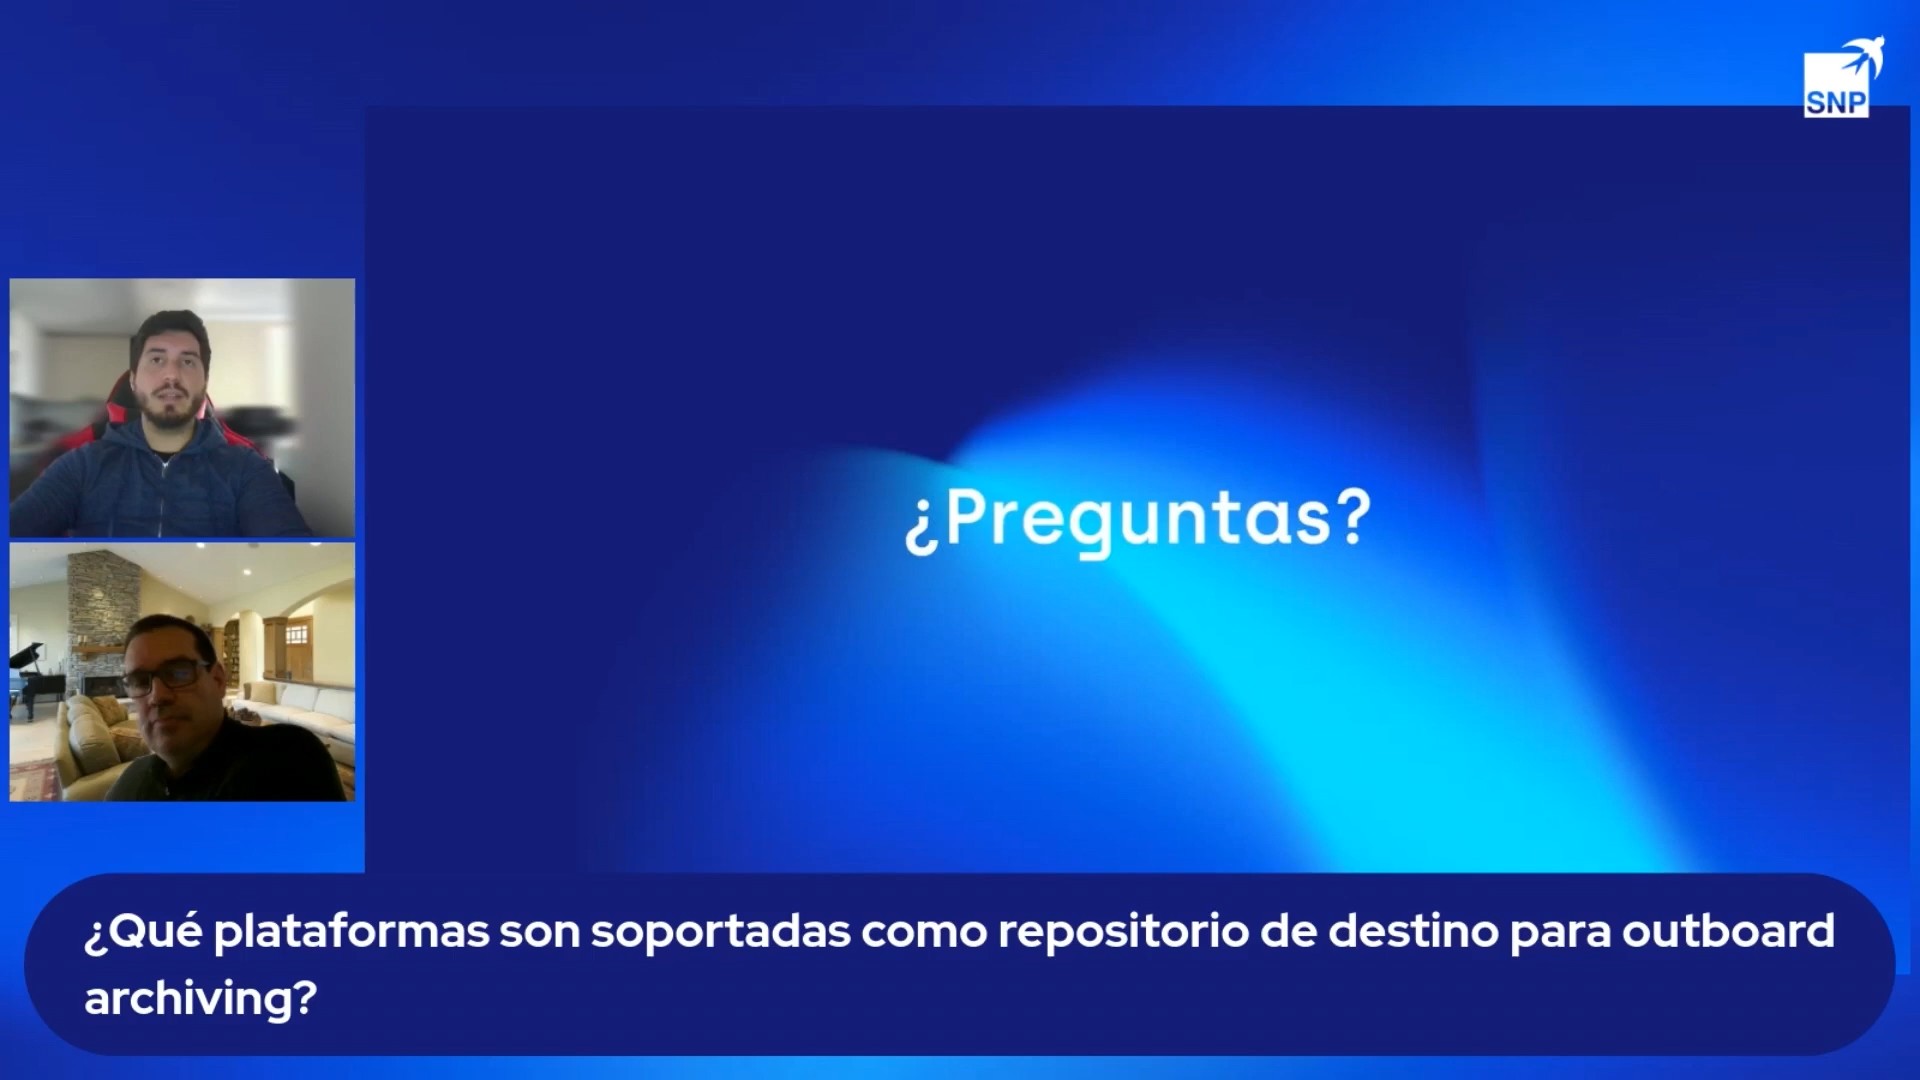 SNP
¿Preguntas?
¿Qué plataformas son soportadas como repositorio de destino para outboard
archiving?